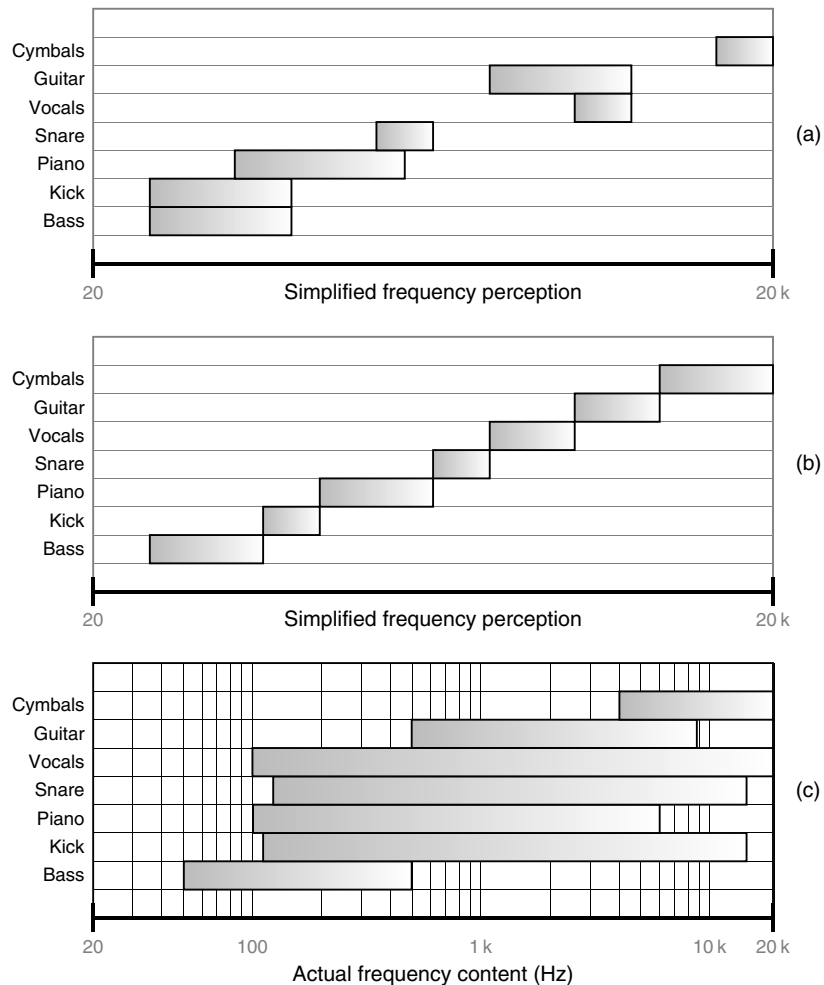 Cymbals
Guitar
Vocals
Snare
Piano
Kick
Bass
(a)
20
Simplified frequency perception
20 k
Cymbals
Guitar
Vocals
Snare
Piano
Kick
Bass
(b)
20
Simplified frequency perception
20 k
Cymbals
Guitar
Vocals
Snare
Piano
Kick
Bass
(c)
20 100 1 k 10 k 20 k
Actual frequency content (Hz)